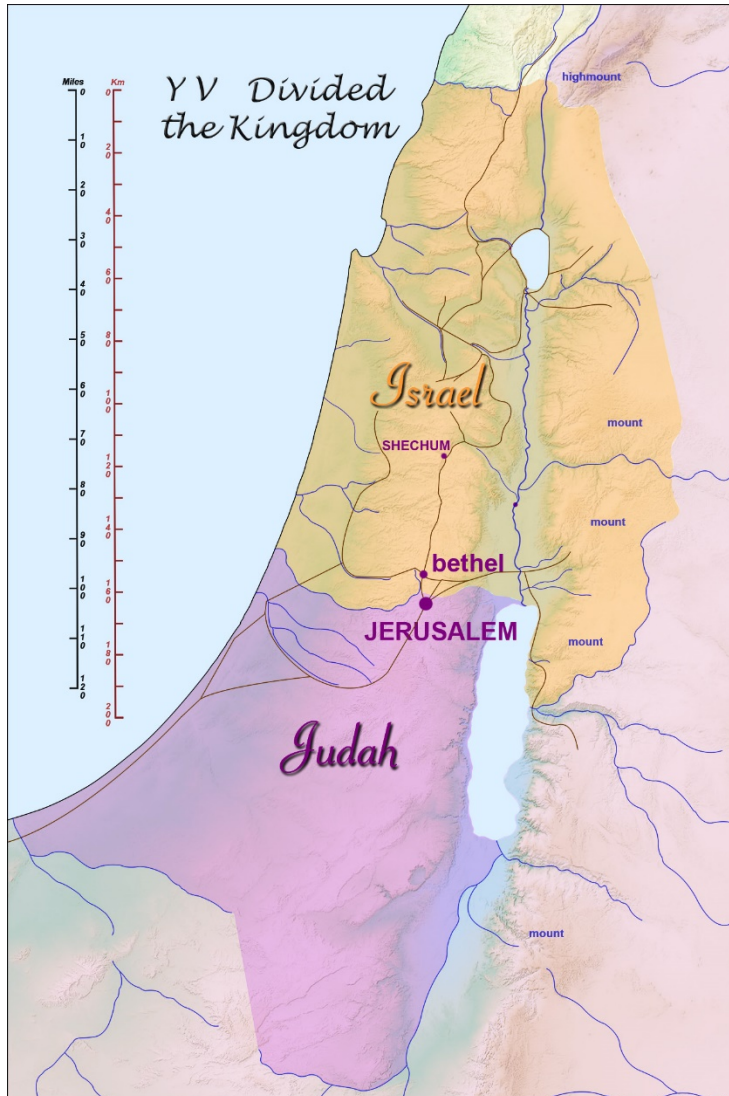 Miles
Km
0
10
20
30
40
50
60
70
80
90
100
110
120
0
20
40
60
80
100
120
140
160
180
200
Y V Divided
the Kingdom
highmount
Israel
mount
SHECHUM
mount
bethel
JERUSALEM
mount
Judah
mount